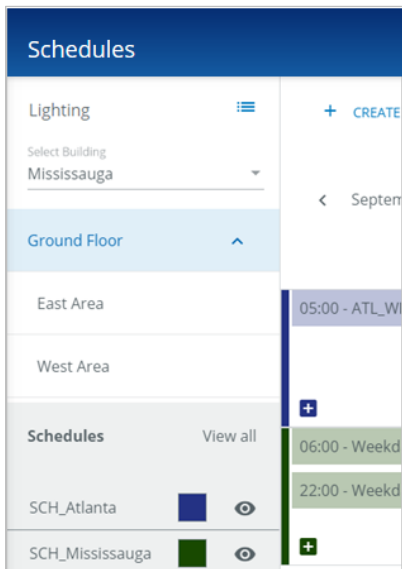 Schedules
Lighting
+ CREATE
Select Building
Mississauga
Ground Floor
East Area
05:00 - ATL_
West Area
Schedules
View all
06:00 - Weekd
22:00 - Weekd
SCH_Atlanta
SCH_Mississauga